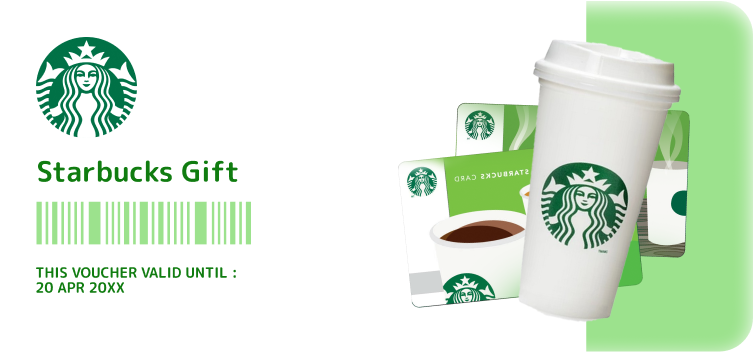 Starbucks Gift
THIS VOUCHER VALID UNTIL :
20 APR 20XX
STARBUCKS CARD